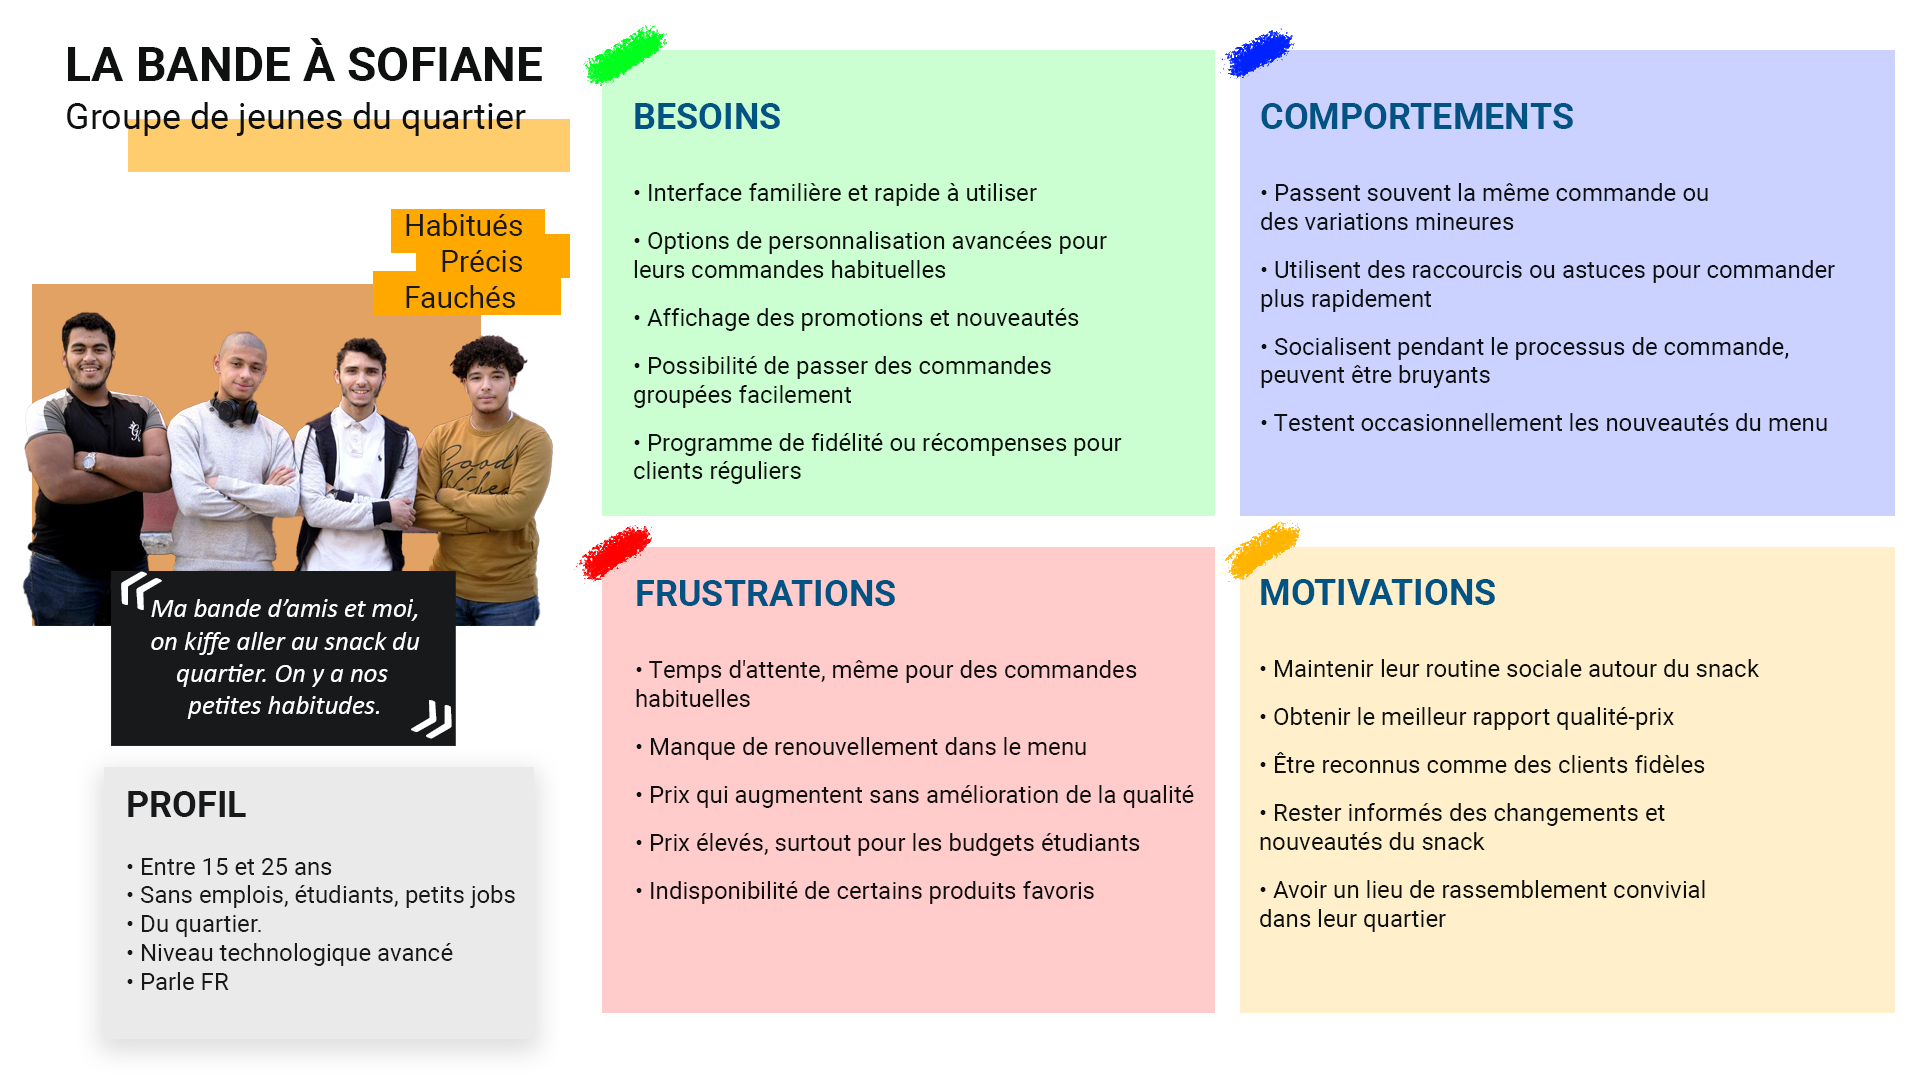 LA BANDE À SOFIANE
Groupe de jeunes du quartier
Habitués
Précis
Fauchés
Good
«
Ma bande d’amis et moi,
on kiffe aller au snack du
quartier. On y a nos
petites habitudes.
»
PROFIL
• Entre 15 et 25 ans
• Sans emplois, étudiants, petits jobs
• Du quartier.
• Niveau technologique avancé
• Parle FR
BESOINS
• Interface familière et rapide à utiliser
• Options de personnalisation avancées pour
leurs commandes habituelles
• Affichage des promotions et nouveautés
• Possibilité de passer des commandes
groupées facilement
• Programme de fidélité ou récompenses pour
clients réguliers
COMPORTEMENTS
• Passent souvent la même commande ou
des variations mineures
• Utilisent des raccourcis ou astuces pour commander
plus rapidement
• Socialisent pendant le processus de commande,
peuvent être bruyants
• Testent occasionnellement les nouveautés du menu
FRUSTRATIONS
• Temps d'attente, même pour des commandes
habituelles
• Manque de renouvellement dans le menu
• Prix qui augmentent sans amélioration de la qualité
• Prix élevés, surtout pour les budgets étudiants
• Indisponibilité de certains produits favoris
MOTIVATIONS
• Maintenir leur routine sociale autour du snack
• Obtenir le meilleur rapport qualité-prix
• Être reconnus comme des clients fidèles
• Rester informés des changements et
nouveautés du snack
• Avoir un lieu de rassemblement convivial
dans leur quartier